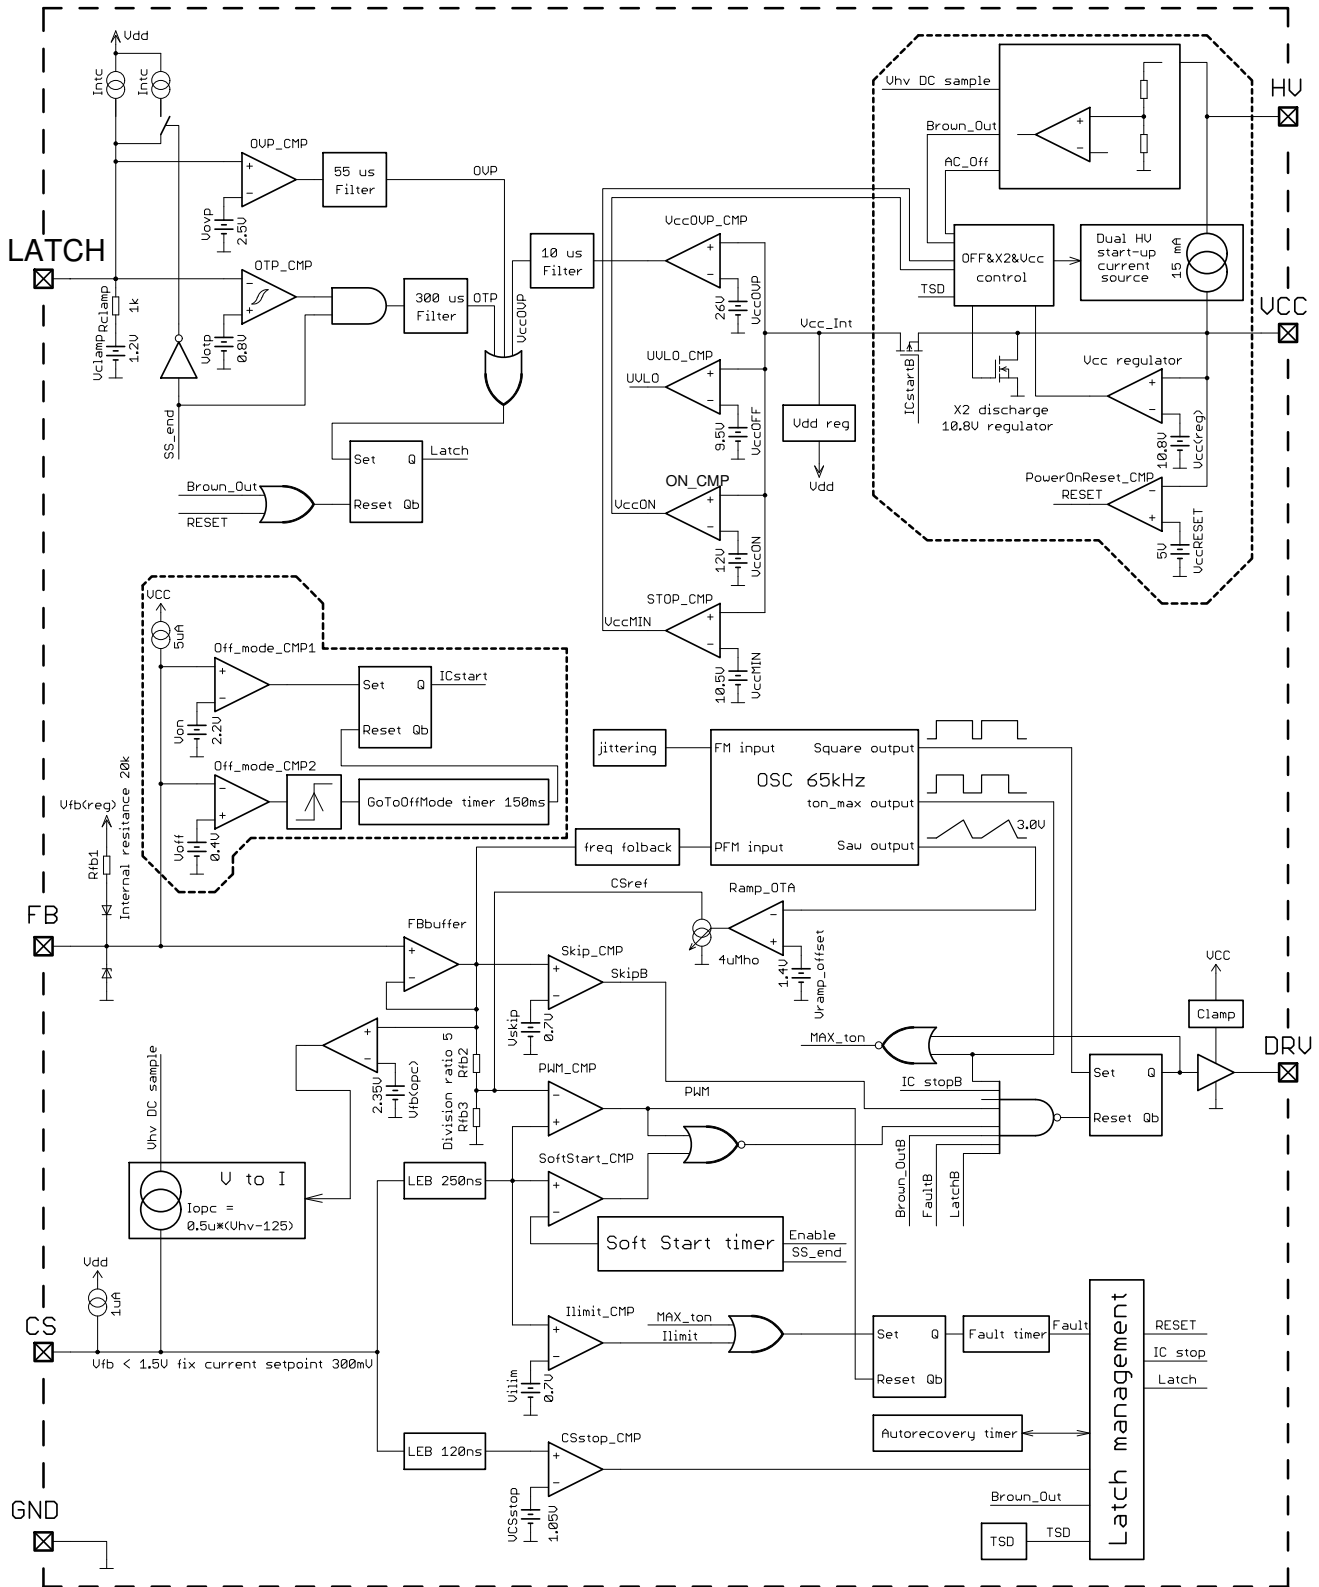 Vdd
Intc
Intc
OVP_CMP
55 us
Filter
OVP
Vovp
2.5V
LATCH
OTP_CMP
300 us
Filter
OTP
Rclamp
1k
Vclamp
1.2V
Votp
0.8V
SS_end
VccOVP
10 us
Filter
VccOVP_CMP
26V
VccOVP
UVLO_CMP
UVLO
9.5V
VccOFF
ON_CMP
VccON
12V
VccON
STOP_CMP
VccMIN
10.5V
VccMIN
Set
Q
Latch
Reset
Qb
Brown_Out
RESET
Vhv DC sample
Brown_Out
AC_Off
HV
OFF&X2&Vcc
control
TSD
Dual HV
start-up
current
source
15 mA
VCC
Vcc_Int
ICstartB
Vdd reg
Vdd
X2 discharge
10.8V regulator
Vcc regulator
10.8V
Vcc(reg)
PowerOnReset_CMP
RESET
5V
VccRESET
VCC
5uA
Off_mode_CMP1
Von
2.2V
Set
Q
ICstart
Reset
Qb
Off_mode_CMP2
GoToOffMode timer 150ms
Voff
0.4V
Vfb(reg)
Rfb1
Internal resitance 20k
FB
jittering
FM input
Square output
OSC 65kHz
ton_max output
freq folback
PFM input
Saw output
3.0V
CSref
Ramp_OTA
4uMho
1.4V
Vramp_offset
FBbuffer
Skip_CMP
SkipB
Vskip
0.7V
2.35V
Vfb(opc)
Division ratio 5
Rfb2
Rfb3
PWM_CMP
PWM
MAX_ton
IC stopB
VCC
Clamp
DRV
Set
Q
Reset
Qb
Brown_OutB
FaultB
LatchB
Vhv DC sample
V to I
Iopc =
0.5u*(Vhv-125)
LEB 250ns
SoftStart_CMP
Soft Start timer
Enable
SS_end
Vdd
1uA
CS
Vfb < 1.5V fix current setpoint 300mV
Ilimit_CMP
MAX_ton
Ilimit
Vilim
0.7V
Set
Q
Reset
Qb
Fault timer
Fault
Latch management
RESET
IC stop
Latch
Autorecovery timer
LEB 120ns
CSstop_CMP
VCSstop
1.05V
Brown_Out
TSD
TSD
GND